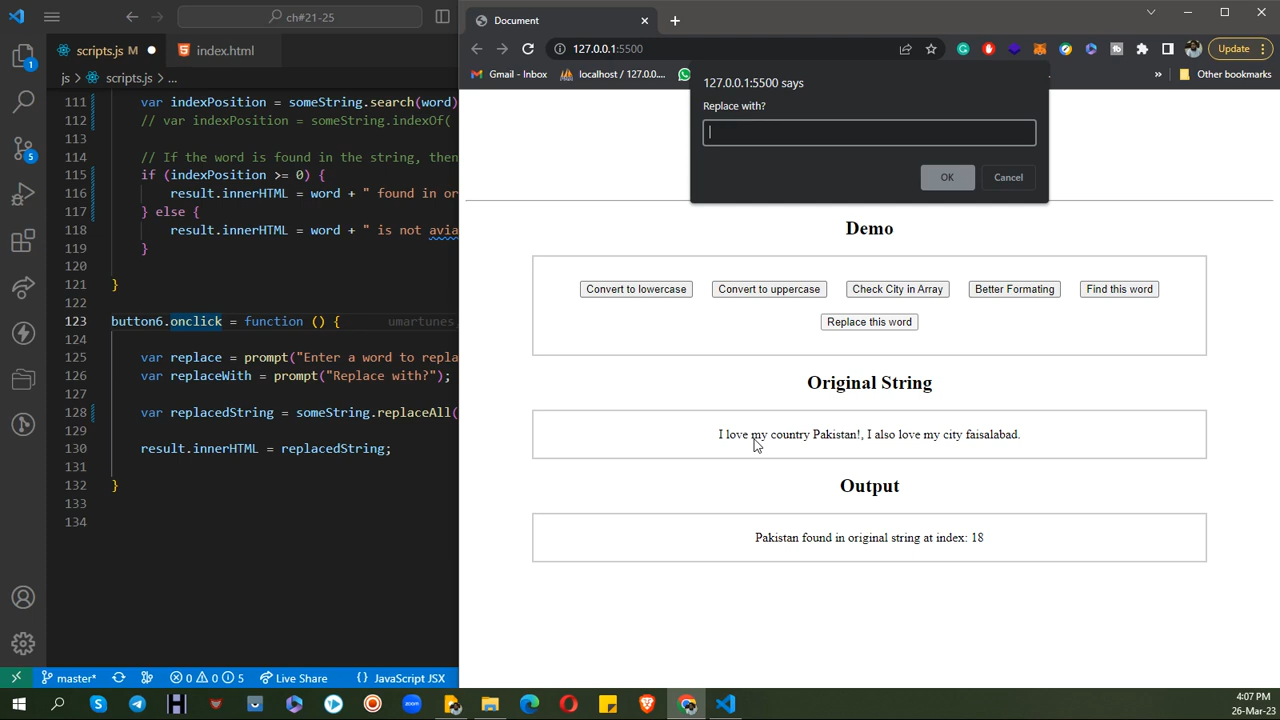 ch#21-25
Document
scripts.js M
index.html
127.0.0.1:5500
Update
js > scripts.js > ...
Gmail - Inbox
localhost / 127.0.0....
Other bookmarks
127.0.0.1:5500 says
Replace with?
OK
Cancel
111 var indexPosition = someString.search(word)
112 // var indexPosition = someString.indexOf(
113
114 // If the word is found in the string, then
115 if (indexPosition >= 0) {
116 result.innerHTML = word + " found in or
117 } else {
118 result.innerHTML = word + " is not avia
119 }
120
121 }
122
123 button6.onclick = function () { umartunes
124
125 var replace = prompt("Enter a word to repla
126 var replaceWith = prompt("Replace with?");
127
128 var replacedString = someString.replaceAll(
129
130 result.innerHTML = replacedString;
131
132 }
133
134
Demo
Convert to lowercase
Convert to uppercase
Check City in Array
Better Formating
Find this word
Replace this word
Original String
I love my country Pakistan!, I also love my city faisalabad.
Output
Pakistan found in original string at index: 18
1
5
master*
0
0
5
Live Share
{ } JavaScript JSX
zoom
4:07 PM
26-Mar-23